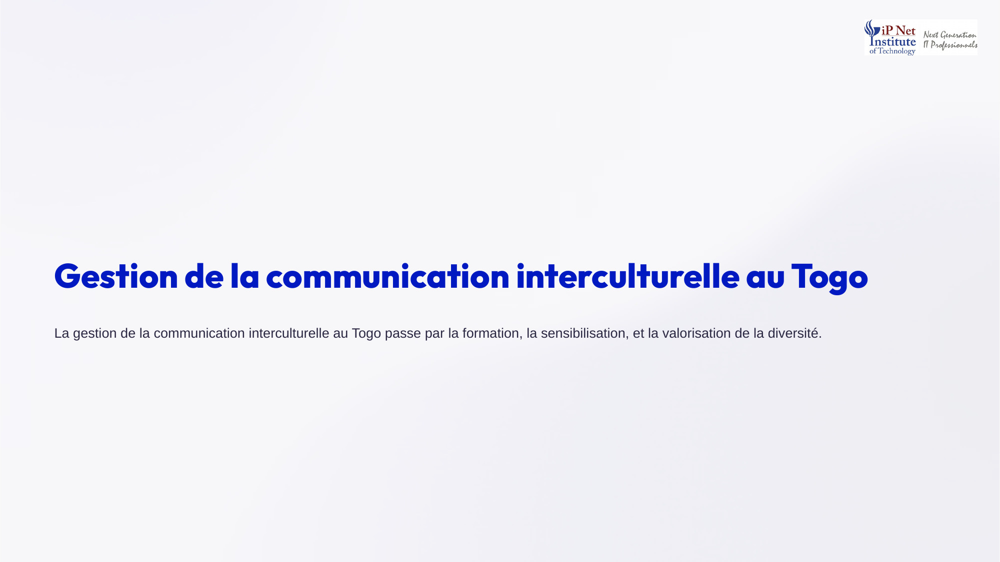 iP Net
Institute
of Technology
Next Generation
IT Professionnels
Gestion de la communication interculturelle au Togo
La gestion de la communication interculturelle au Togo passe par la formation, la sensibilisation, et la valorisation de la diversité.